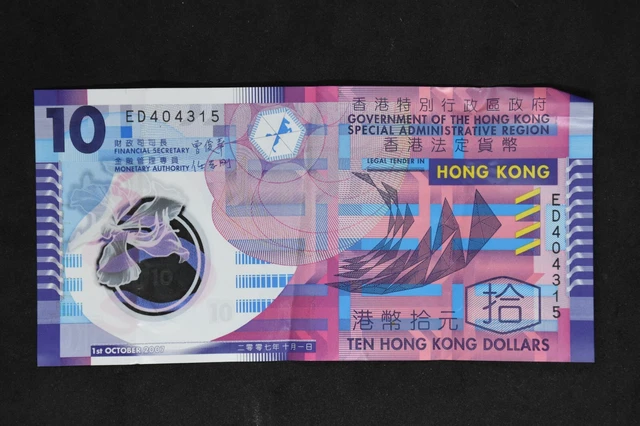 10
ED404315
財政司司長
FINANCIAL SECRETARY
金融管理專員
MONETARY AUTHORITY
香港特別行政區政府
GOVERNMENT OF THE HONG KONG
SPECIAL ADMINISTRATIVE REGION
香港法定貨幣
LEGAL TENDER IN
HONG KONG
ED404315
10
10
拾
港幣拾元
TEN HONG KONG DOLLARS
1st OCTOBER 2007
二零零七年十月一日